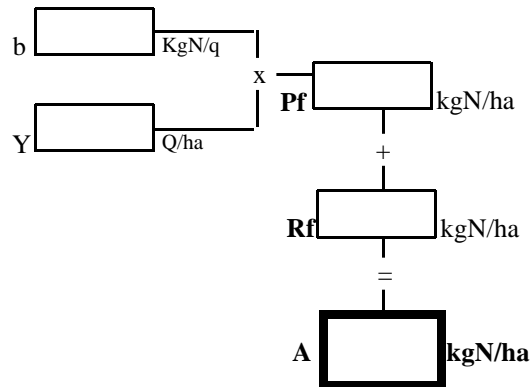 b KgN/q
x
Pf kgN/ha
Y Q/ha
+
Rf kgN/ha
=
A kgN/ha